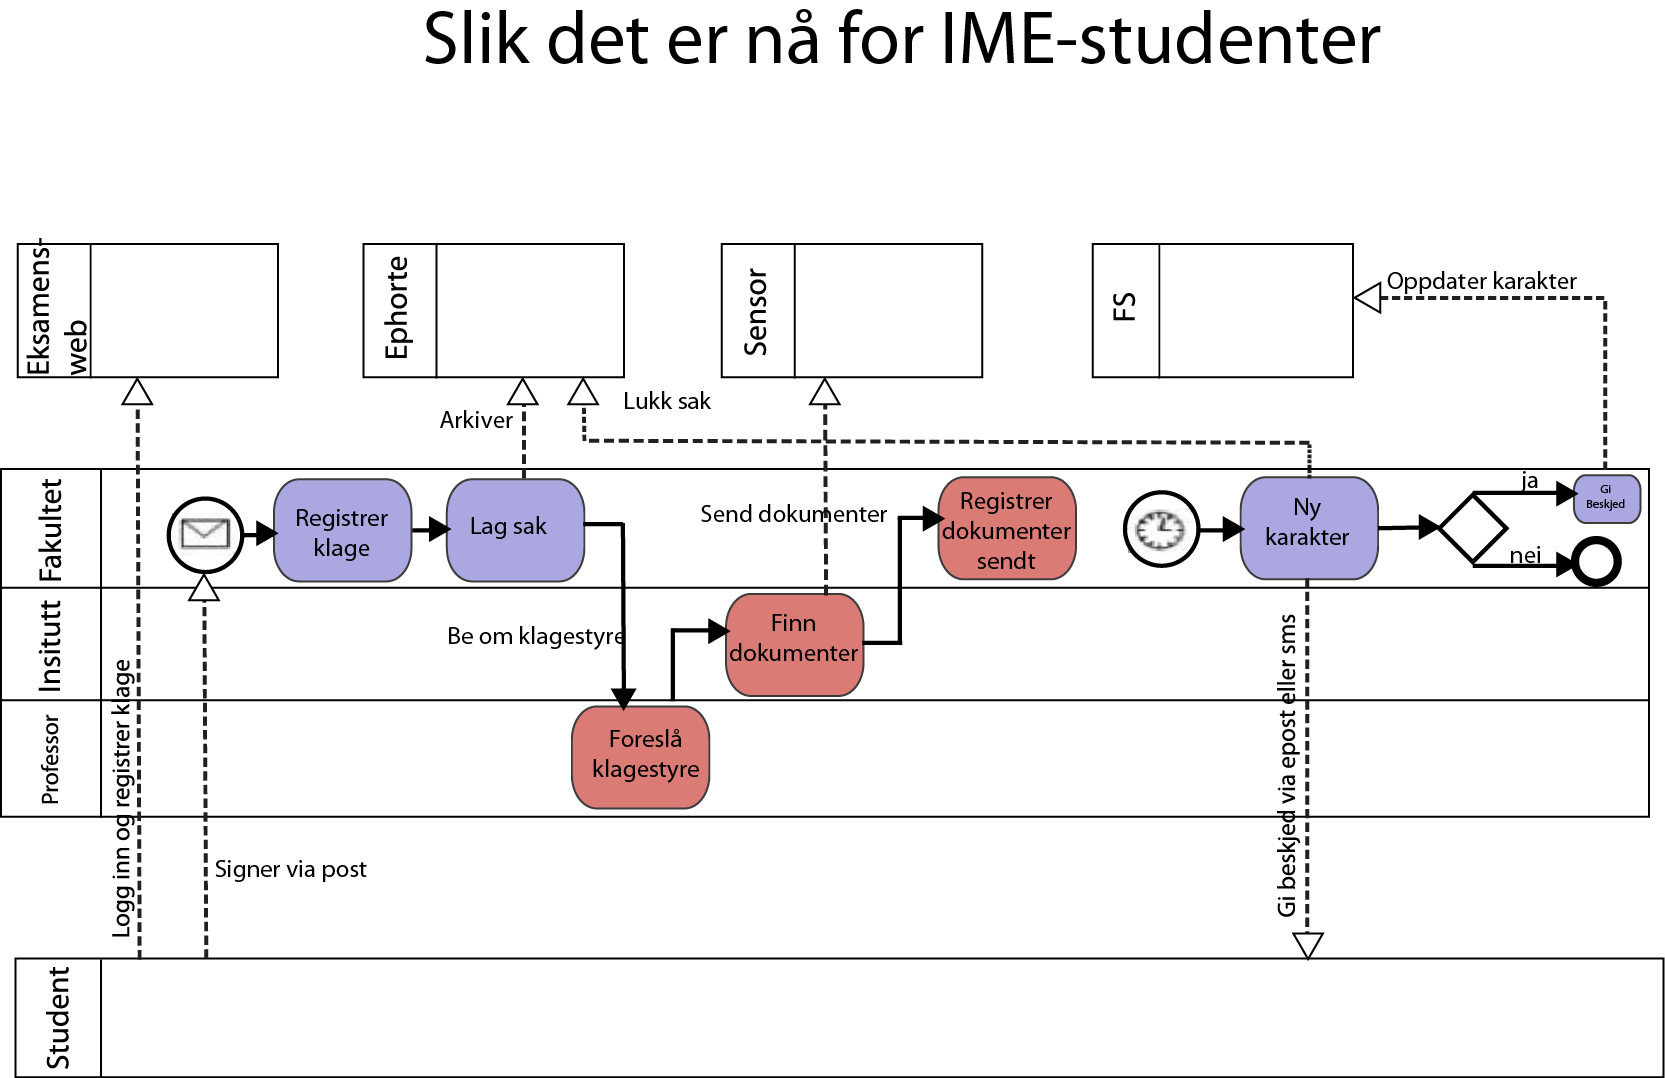 Slik det er nå for IME-studenter
Eksamens-
web
Ephorte
Sensor
FS
Oppdater karakter
Arkiver
Lukk sak
Fakultet
Registrer
klage
Lag sak
Send dokumenter
Registrer
dokumenter
sendt
Ny
karakter
ja
nei
Gi
Beskjed
Insitutt
Be om klagestyre
Finn
dokumenter
Professor
Foreslå
klagestyre
Logg inn og registrer klage
Signer via post
Gi beskjed via epost eller sms
Student